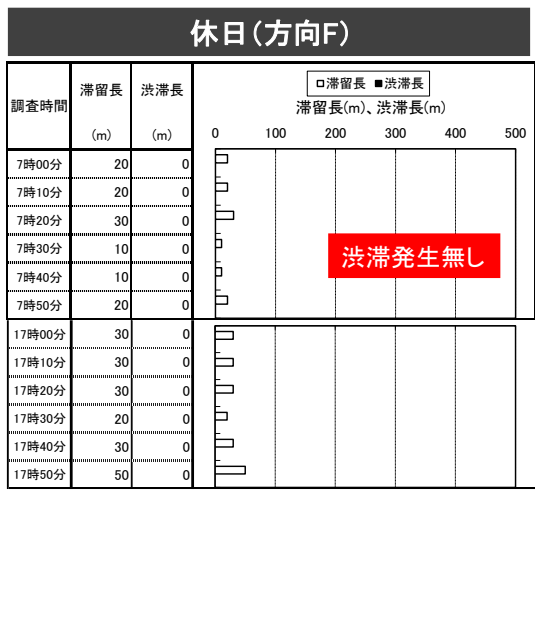 休日（方向F）
調査時間 滞留長 渋滞長
（m） （m）
□滞留長 ■渋滞長
滞留長(m)、渋滞長(m)
0 100 200 300 400 500
7時00分 20 0
7時10分 20 0
7時20分 30 0
7時30分 10 0
渋滞発生無し
7時40分 10 0
7時50分 20 0
17時00分 30 0
17時10分 30 0
17時20分 30 0
17時30分 20 0
17時40分 30 0
17時50分 50 0